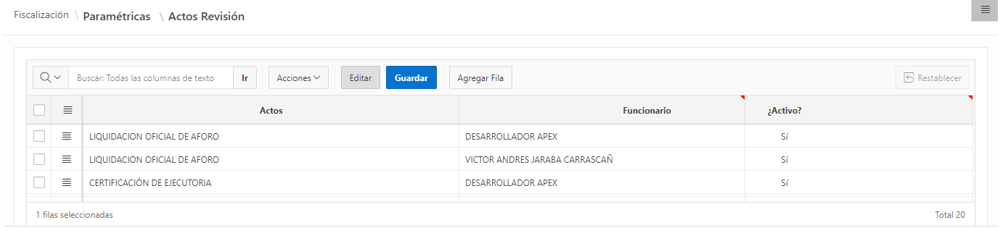 Fiscalización \ Paramétricas \ Actos Revisión
Buscar: Todas las columnas de texto Ir Acciones Editar Guardar Agregar Fila Restablecer
Actos Funcionario ¿Activo?
LIQUIDACION OFICIAL DE AFORO DESARROLLADOR APEX Sí
LIQUIDACION OFICIAL DE AFORO VICTOR ANDRES JARABA CARRASCAÑ Sí
CERTIFICACIÓN DE EJECUTORIA DESARROLLADOR APEX Sí
1 filas seleccionadas Total 20